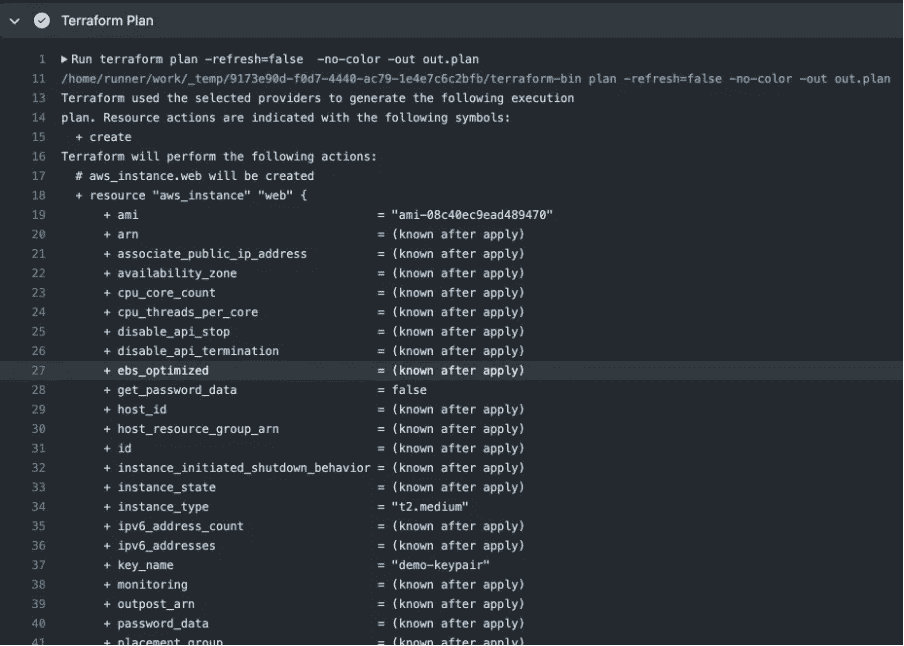 Terraform Plan
1 Run terraform plan -refresh=false -no-color -out out.plan
11 /home/runner/work/_temp/9173e90d-f0d7-4440-ac79-1e4e7c6c2bfb/terraform-bin plan -refresh=false -no-color -out out.plan
13 Terraform used the selected providers to generate the following execution
14 plan. Resource actions are indicated with the following symbols:
15 + create
16 Terraform will perform the following actions:
17 # aws_instance.web will be created
18 + resource "aws_instance" "web" {
19 + ami = "ami-08c40ec9ead489470"
20 + arn = (known after apply)
21 + associate_public_ip_address = (known after apply)
22 + availability_zone = (known after apply)
23 + cpu_core_count = (known after apply)
24 + cpu_threads_per_core = (known after apply)
25 + disable_api_stop = (known after apply)
26 + disable_api_termination = (known after apply)
27 + ebs_optimized = (known after apply)
28 + get_password_data = false
29 + host_id = (known after apply)
30 + host_resource_group_arn = (known after apply)
31 + id = (known after apply)
32 + instance_initiated_shutdown_behavior = (known after apply)
33 + instance_state = (known after apply)
34 + instance_type = "t2.medium"
35 + ipv6_address_count = (known after apply)
36 + ipv6_addresses = (known after apply)
37 + key_name = "demo-keypair"
38 + monitoring = (known after apply)
39 + outpost_arn = (known after apply)
40 + password_data = (known after apply)
41 + placement_group = (known after apply)